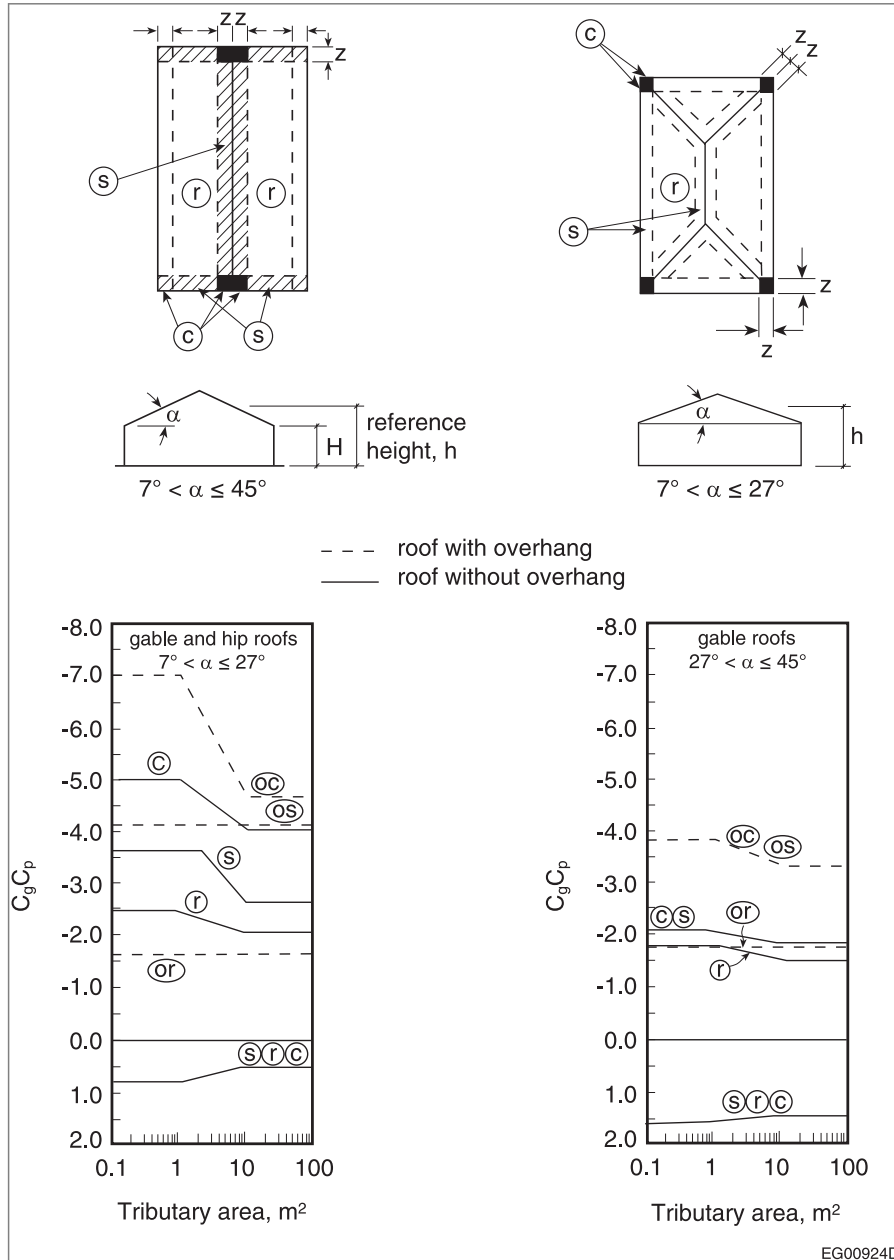 z z
z
c
z
z
s
r
r
r
s
z
c
s
z
α
H
reference
height, h
7° < α ≤ 45°
α
h
7° < α ≤ 27°
roof with overhang
roof without overhang
gable and hip roofs
7° < α ≤ 27°
-8.0
-7.0
-6.0
-5.0
-4.0
-3.0
-2.0
-1.0
0.0
1.0
2.0
CgCp
C
oc
os
s
r
or
s r c
0.1 1 10 100
Tributary area, m²
gable roofs
27° < α ≤ 45°
-8.0
-7.0
-6.0
-5.0
-4.0
-3.0
-2.0
-1.0
0.0
1.0
2.0
CgCp
oc os
c s
or
r
s r c
0.1 1 10 100
Tributary area, m²
EG00924D